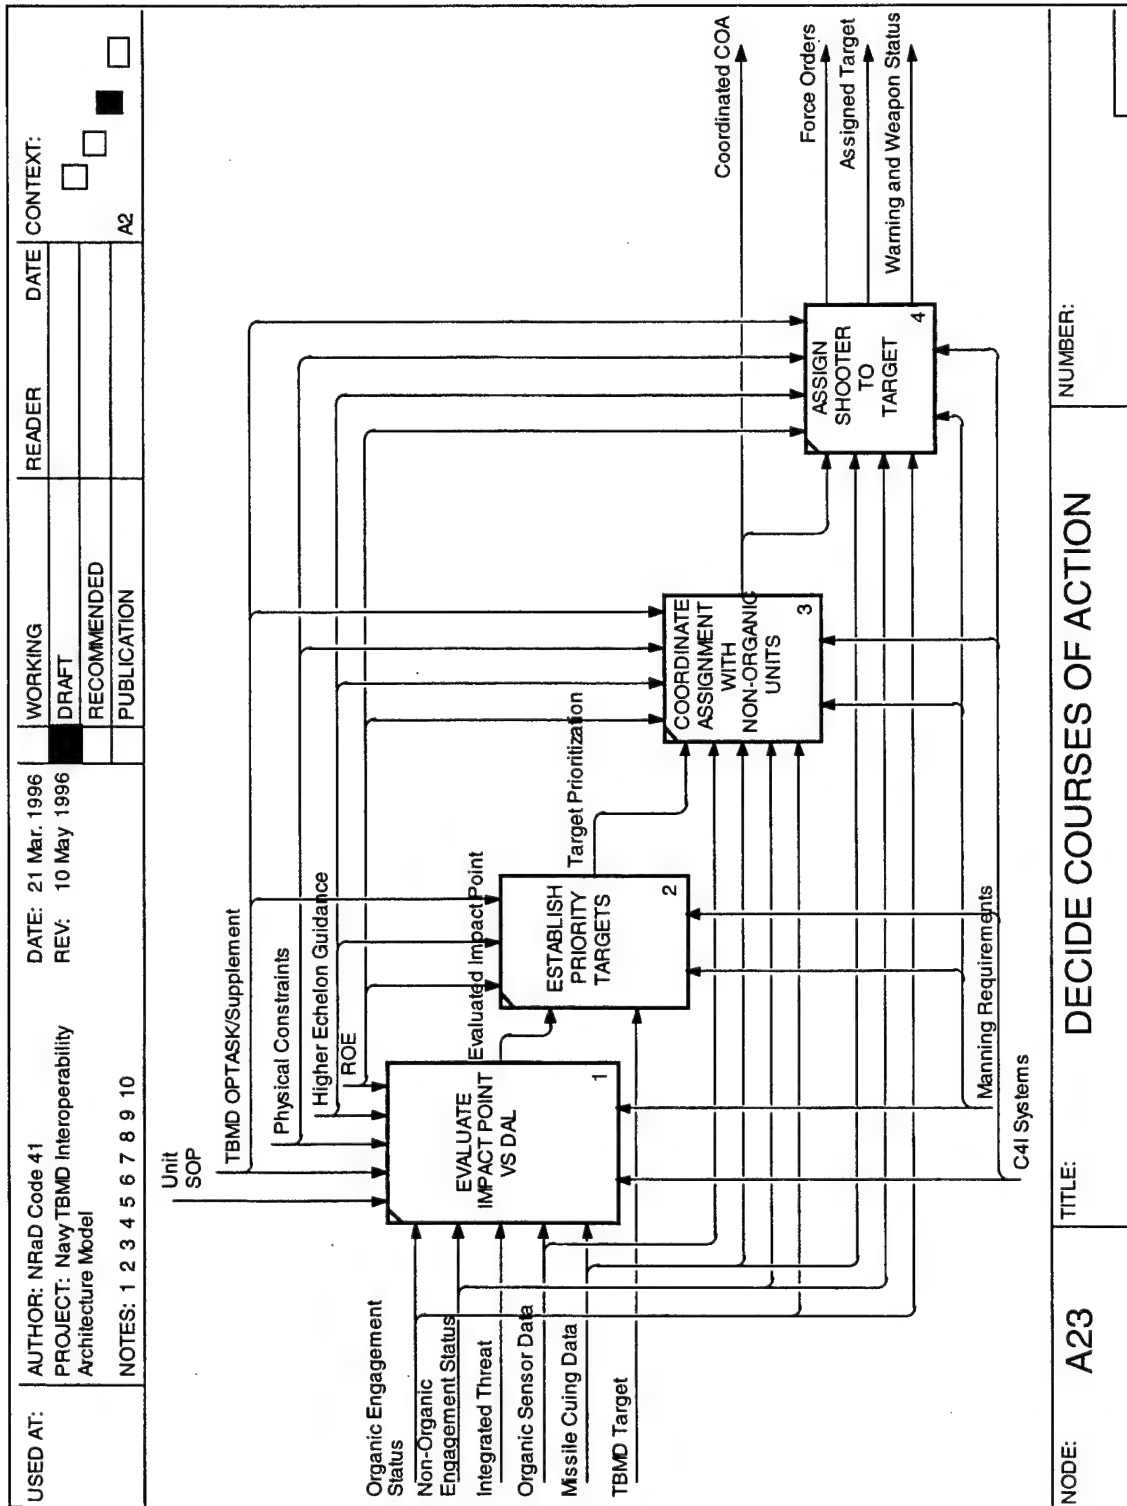 USED AT:
AUTHOR: NRaD Code 41
PROJECT: Navy TBMD Interoperability
Architecture Model
NOTES: 1 2 3 4 5 6 7 8 9 10
DATE: 21 Mar. 1996
REV: 10 May 1996
WORKING
DRAFT
RECOMMENDED
PUBLICATION
READER
DATE
CONTEXT:
A2
Unit
SOP
TBMD OPTASK/Supplement
Physical Constraints
Higher Echelon Guidance
ROE
Organic Engagement
Status
Non-Organic
Engagement Status
Integrated Threat
Organic Sensor Data
Missile Cuing Data
TBMD Target
EVALUATE
IMPACT POINT
VS DAL
1
Evaluated Impact Point
ESTABLISH
PRIORITY
TARGETS
2
Target Prioritization
COORDINATE
ASSIGNMENT
WITH
NON-ORGANIC
UNITS
3
ASSIGN
SHOOTER
TO
TARGET
4
Coordinated COA
Force Orders
Assigned Target
Warning and Weapon Status
Manning Requirements
C4I Systems
NODE:
A23
TITLE:
DECIDE COURSES OF ACTION
NUMBER: